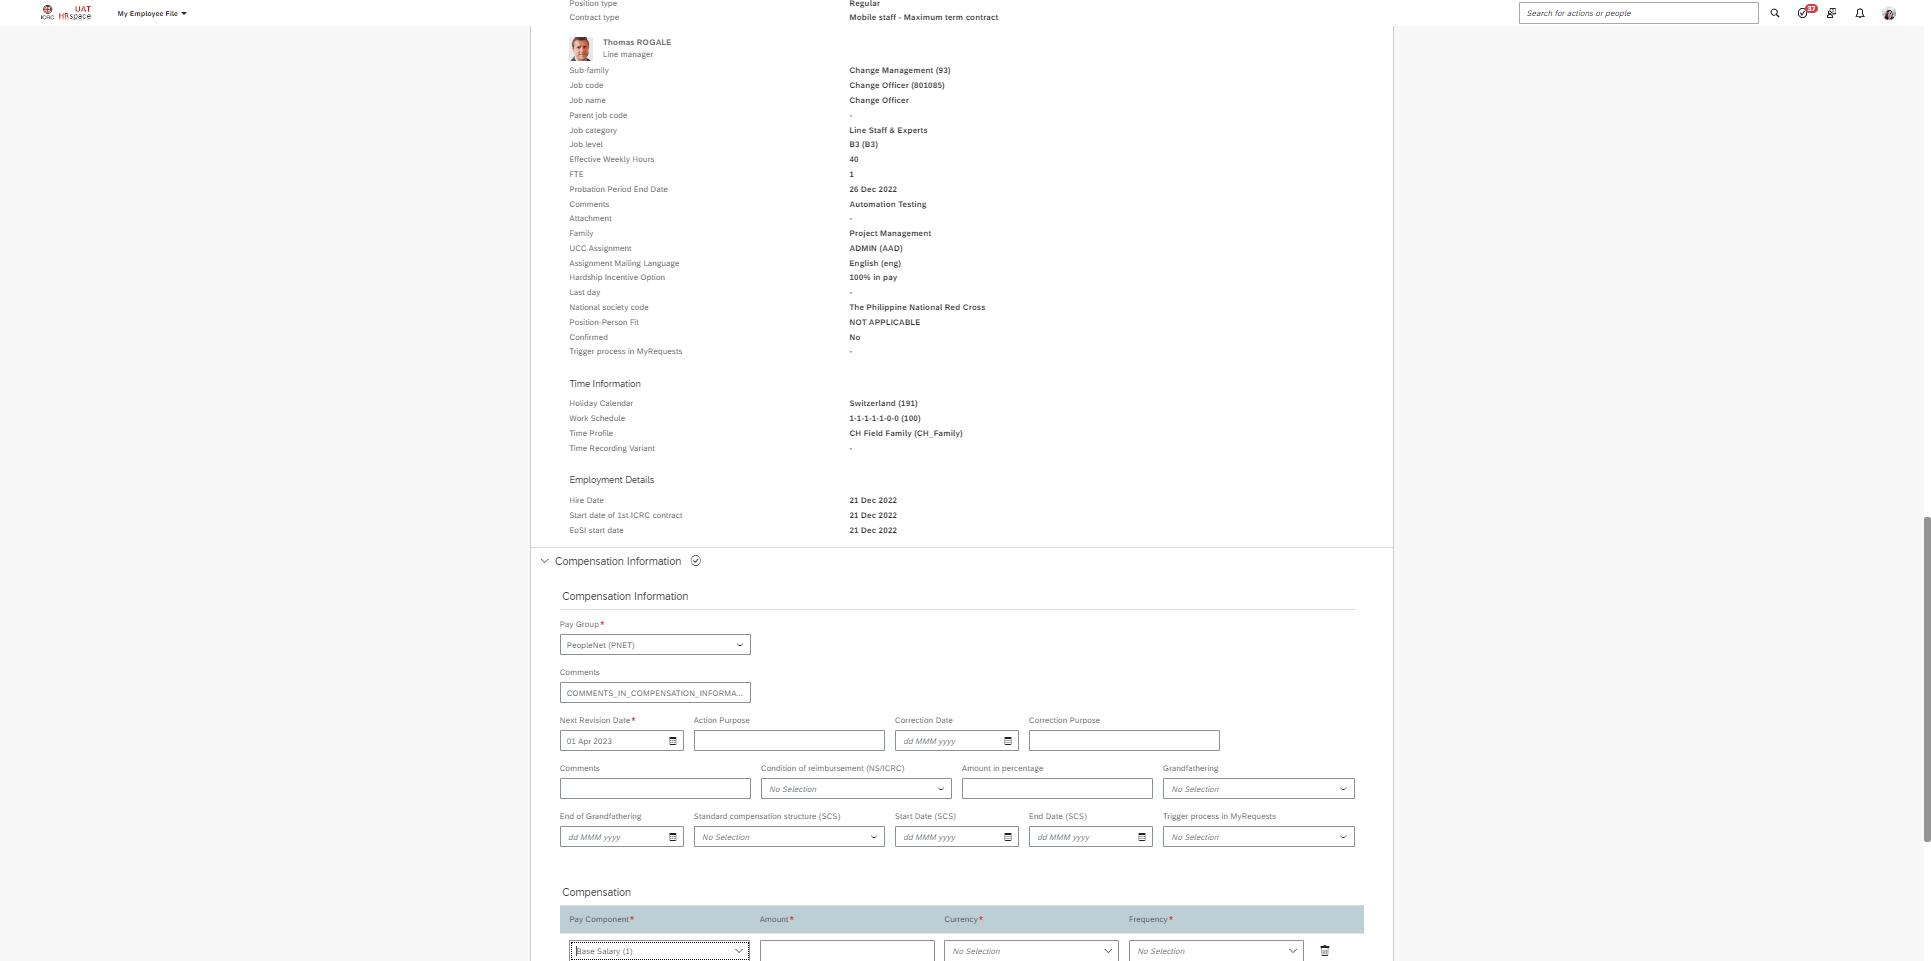 ICRC UAT HRspace My Employee File Search for actions or people 37
Position type Regular
Contract type Mobile staff - Maximum term contract
Thomas ROGALE
Line manager
Sub-family Change Management (93)
Job code Change Officer (801085)
Job name Change Officer
Parent job code -
Job category Line Staff & Experts
Job level B3 (B3)
Effective Weekly Hours 40
FTE 1
Probation Period End Date 26 Dec 2022
Comments Automation Testing
Attachment -
Family Project Management
UCC Assignment ADMIN (AAD)
Assignment Mailing Language English (eng)
Hardship Incentive Option 100% in pay
Last day -
National society code The Philippine National Red Cross
Position-Person Fit NOT APPLICABLE
Confirmed No
Trigger process in MyRequests -
Time Information
Holiday Calendar Switzerland (191)
Work Schedule 1-1-1-1-1-0-0 (100)
Time Profile CH Field Family (CH_Family)
Time Recording Variant -
Employment Details
Hire Date 21 Dec 2022
Start date of 1st ICRC contract 21 Dec 2022
EoSI start date 21 Dec 2022
Compensation Information
Compensation Information
Pay Group*
PeopleNet (PNET)
Comments
COMMENTS_IN_COMPENSATION_INFORMA...
Next Revision Date* Action Purpose Correction Date Correction Purpose
01 Apr 2023 dd MMM yyyy
Comments Condition of reimbursement (NS/ICRC) Amount in percentage Grandfathering
No Selection No Selection
End of Grandfathering Standard compensation structure (SCS) Start Date (SCS) End Date (SCS) Trigger process in MyRequests
dd MMM yyyy No Selection dd MMM yyyy dd MMM yyyy No Selection
Compensation
Pay Component* Amount* Currency* Frequency*
Base Salary (1) No Selection No Selection